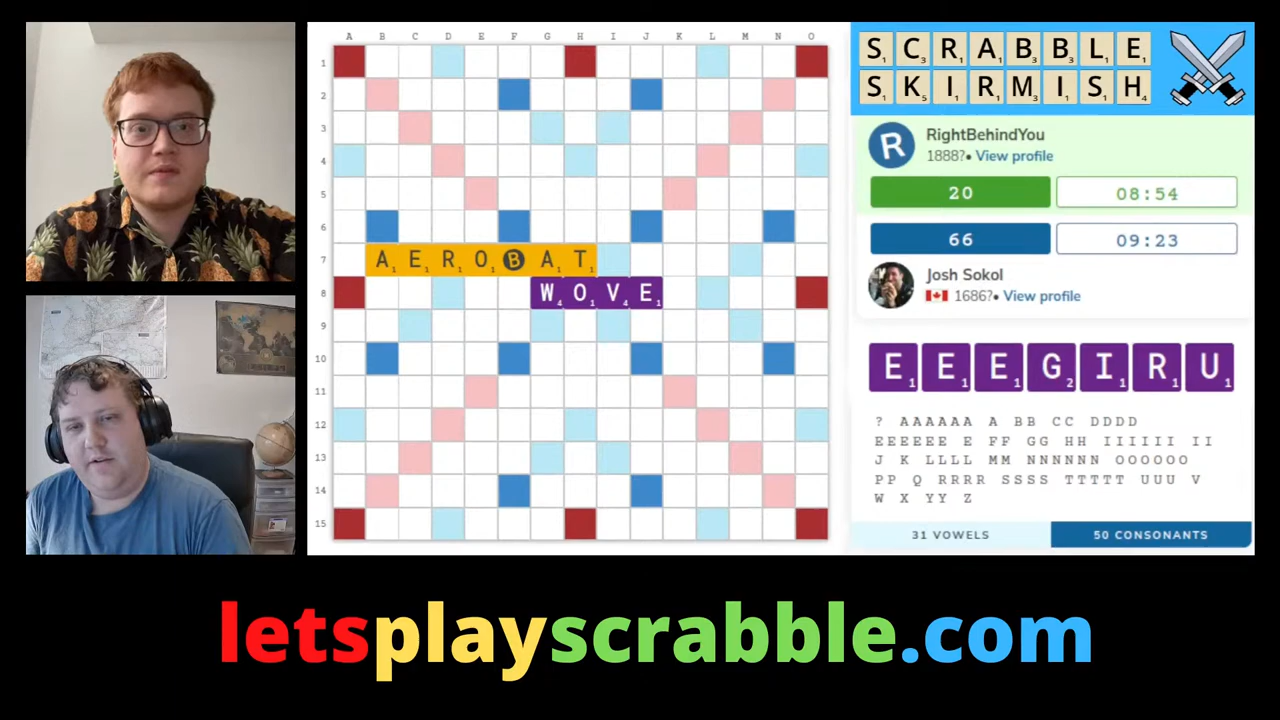 A B C D E F G H I J K L M N O
SCRABBLE
SKIRMISH
1
2
3
4
5
6
7
8
9
10
11
12
13
14
15
AEROBAT
WOVE
R
RightBehindYou
1888?• View profile
20 08:54
66 09:23
Josh Sokol
1686?• View profile
E E E G I R U
? AAAAAA A BB CC DDDD
EEEEEE E FF GG HH IIIIII II
J K LLLL MM NNNNNN OOOOOO
PP Q RRRR SSSS TTTTT UUU V
W X YY Z
31 VOWELS 50 CONSONANTS
letsplayscrabble.com